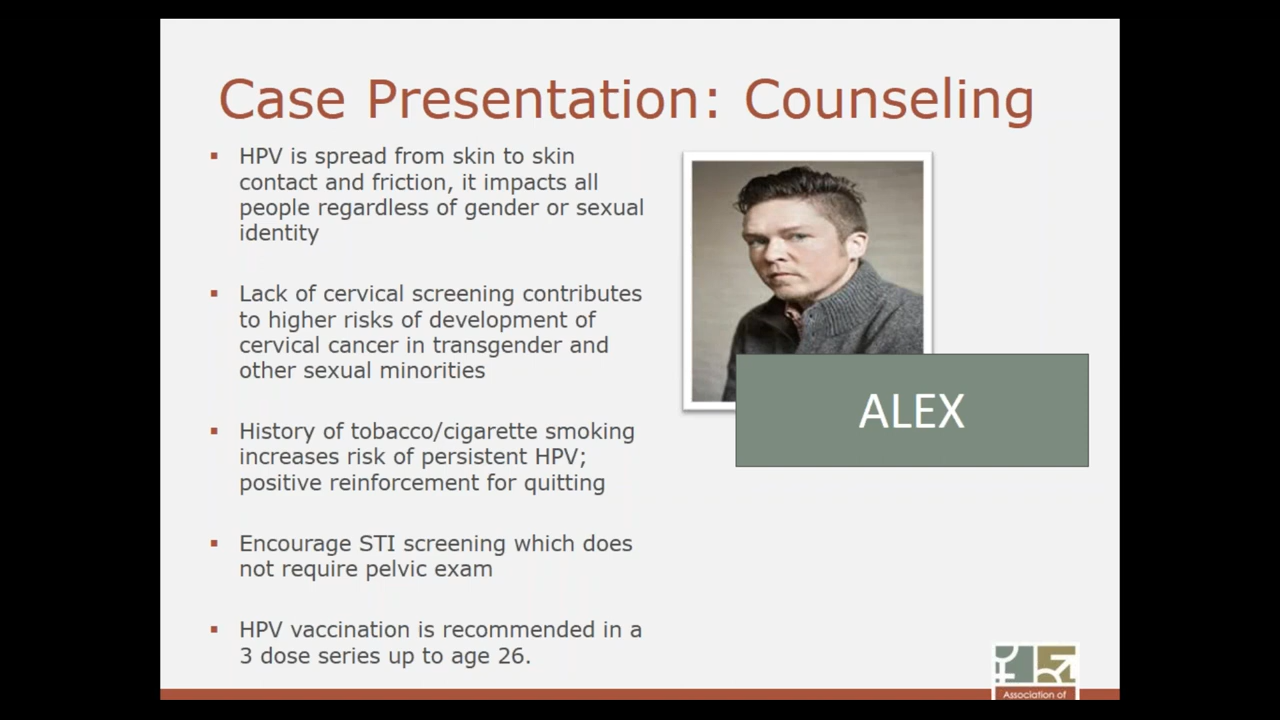 Case Presentation: Counseling
▪ HPV is spread from skin to skin
contact and friction, it impacts all
people regardless of gender or sexual
identity
▪ Lack of cervical screening contributes
to higher risks of development of
cervical cancer in transgender and
other sexual minorities
▪ History of tobacco/cigarette smoking
increases risk of persistent HPV;
positive reinforcement for quitting
▪ Encourage STI screening which does
not require pelvic exam
▪ HPV vaccination is recommended in a
3 dose series up to age 26.
ALEX
Association of